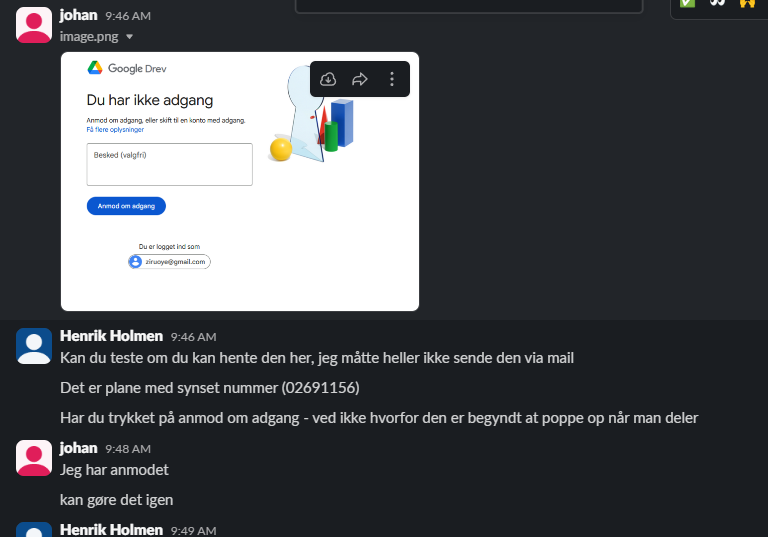 johan 9:46 AM
image.png
Google Drev
Du har ikke adgang
Anmod om adgang, eller skift til en konto med adgang.
Få flere oplysninger
Besked (valgfri)
Anmod om adgang
Du er logget ind som
ziruoye@gmail.com
Henrik Holmen 9:46 AM
Kan du teste om du kan hente den her, jeg måtte heller ikke sende den via mail
Det er plane med synset nummer (02691156)
Har du trykket på anmod om adgang - ved ikke hvorfor den er begyndt at poppe op når man deler
johan 9:48 AM
Jeg har anmodet
kan gøre det igen
Henrik Holmen 9:49 AM